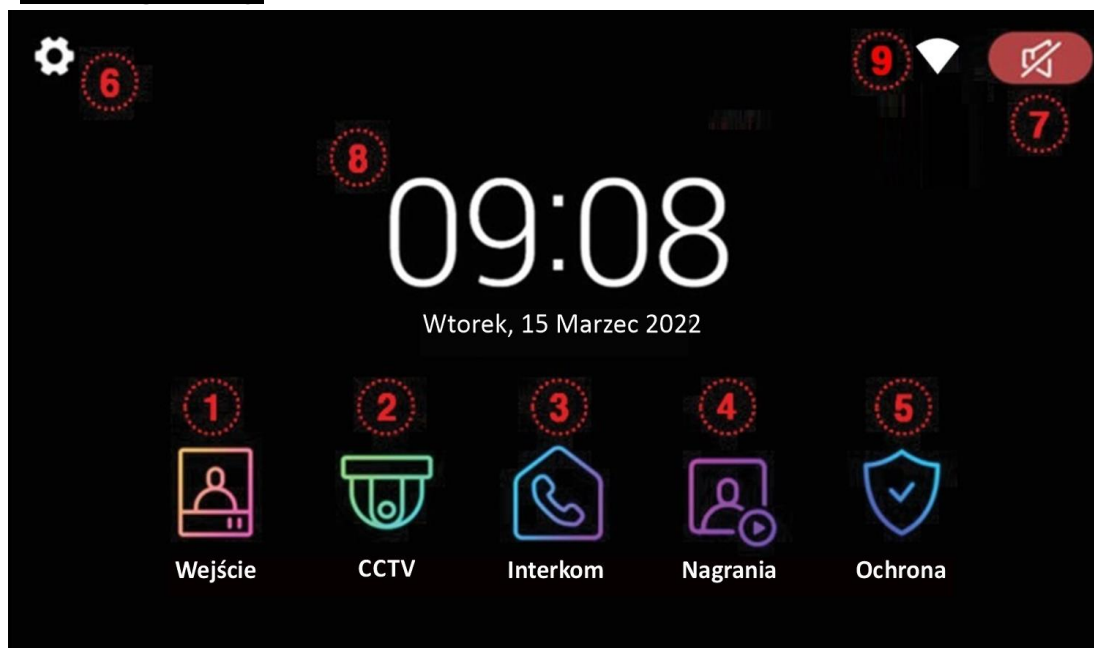 6
9
7
8
09:08
Wtorek, 15 Marzec 2022
1 2 3 4 5
Wejście CCTV Interkom Nagrania Ochrona